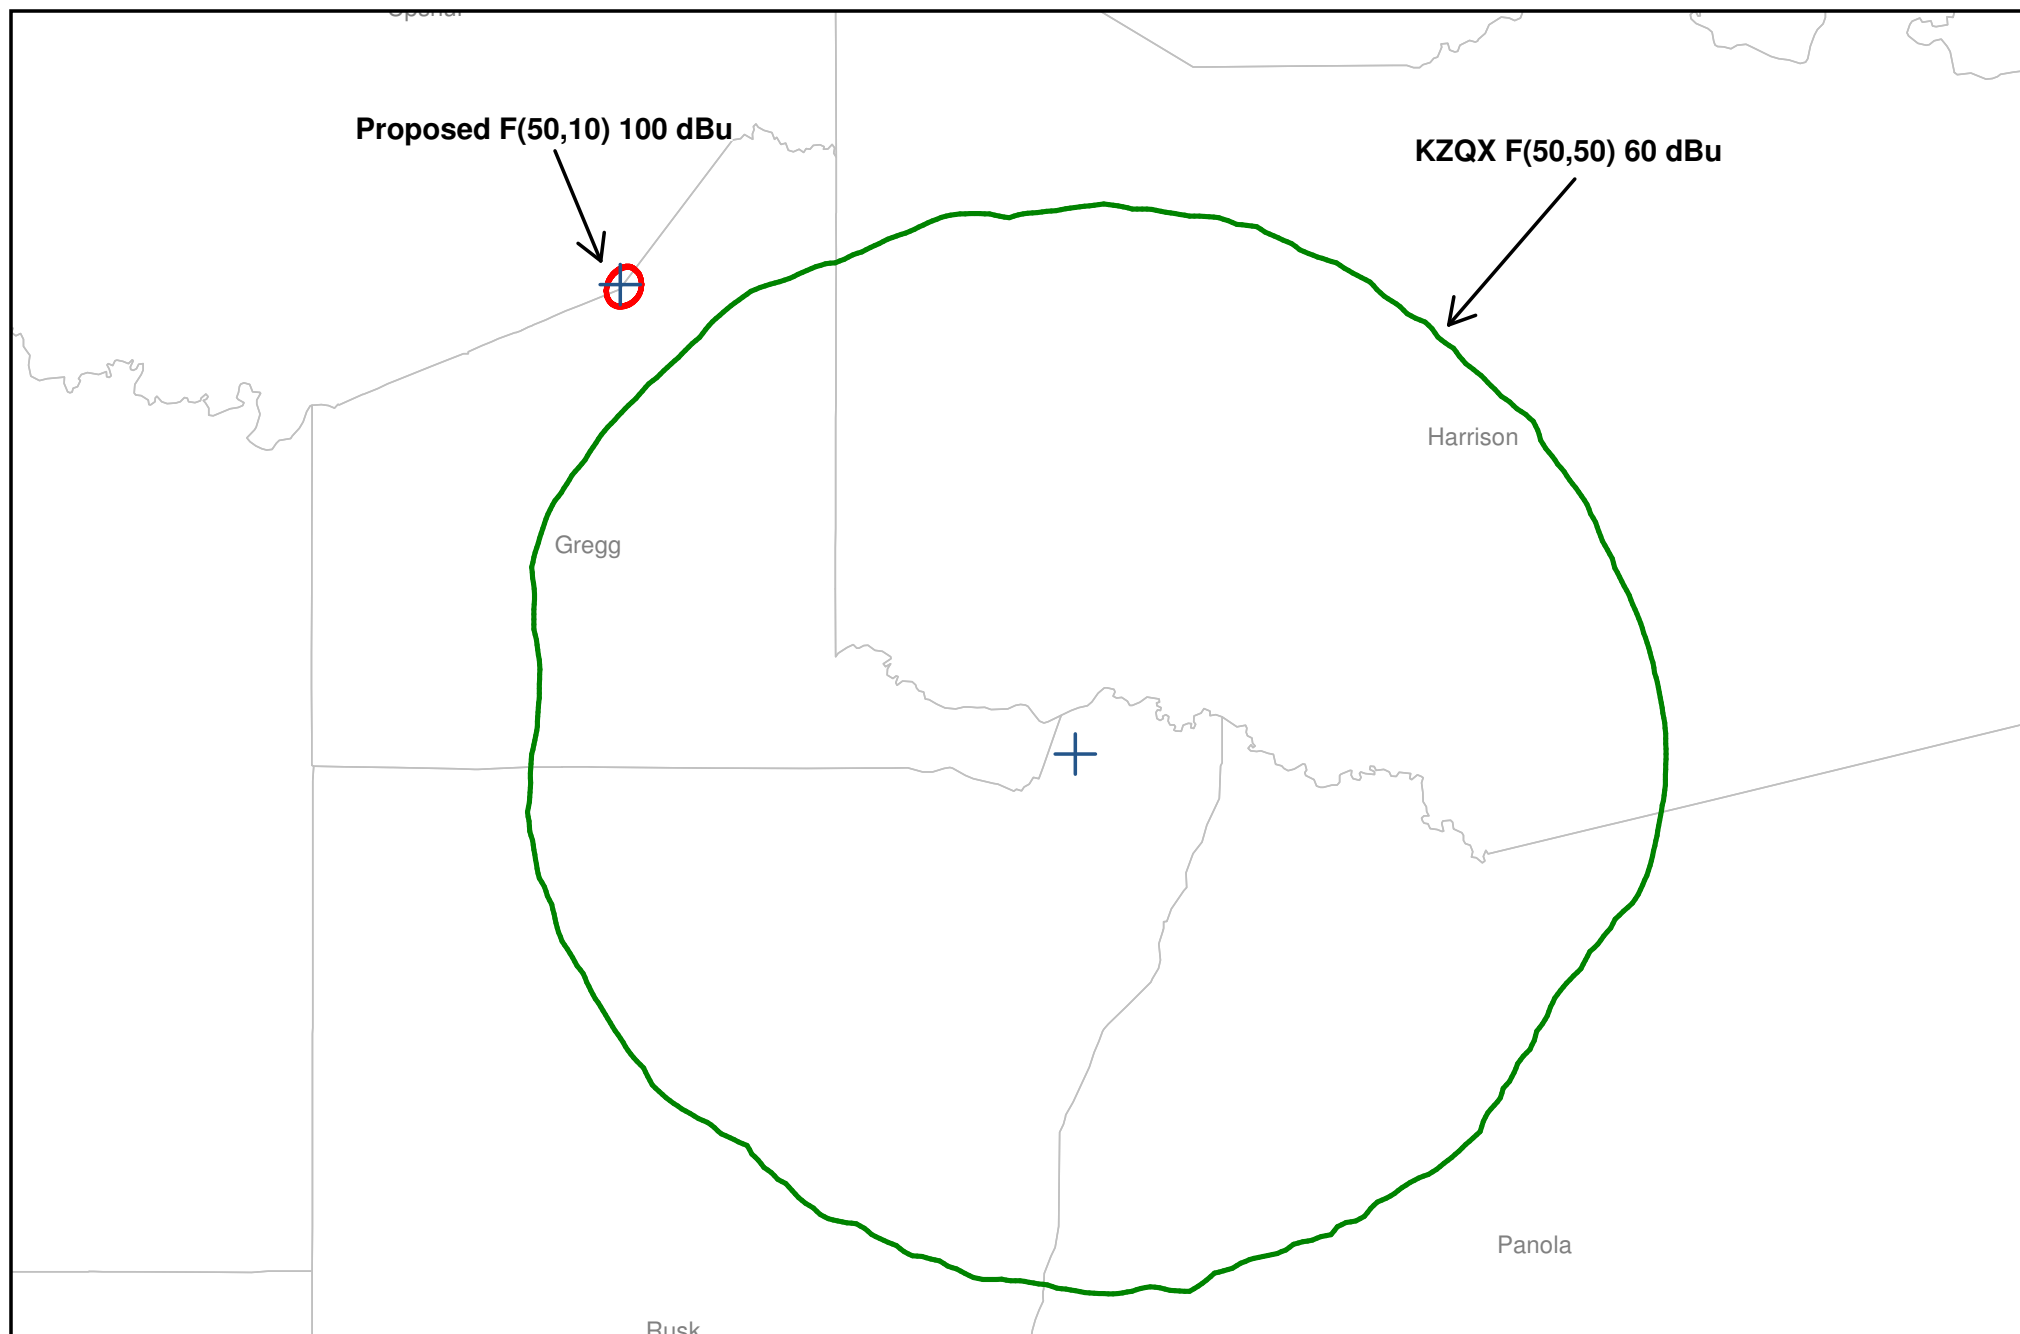 Proposed F(50,10) 100 dBu
KZQX F(50,50) 60 dBu
Harrison
Gregg
Panola
Rusk